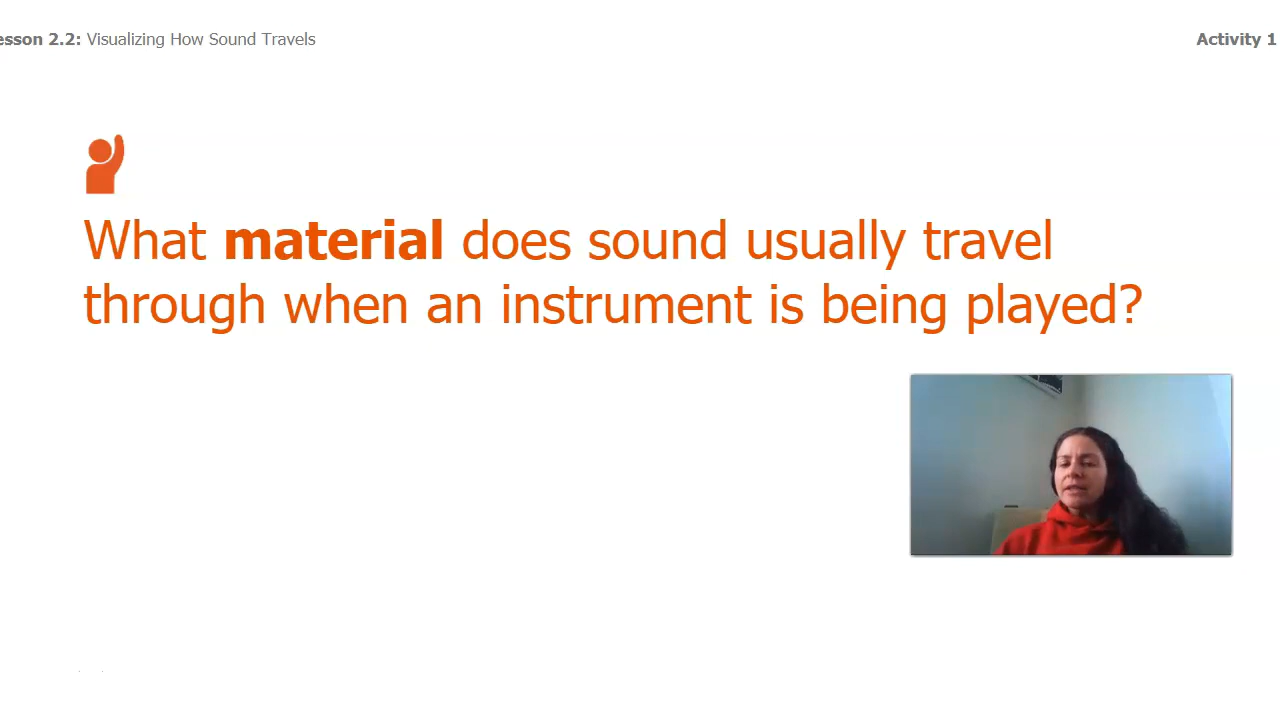 esson 2.2: Visualizing How Sound Travels
Activity 1
What material does sound usually travel
through when an instrument is being played?